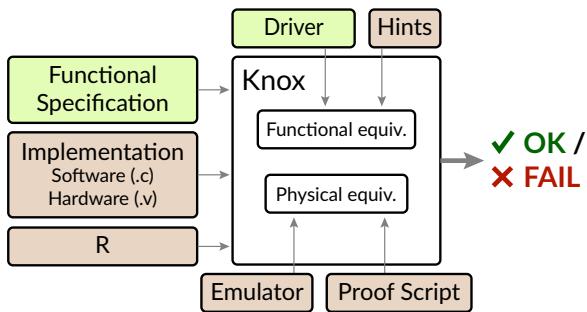 Driver
Hints
Functional
Specification
Knox
Functional equiv.
Implementation
Software (.c)
Hardware (.v)
✓ OK /
✗ FAIL
Physical equiv.
R
Emulator
Proof Script